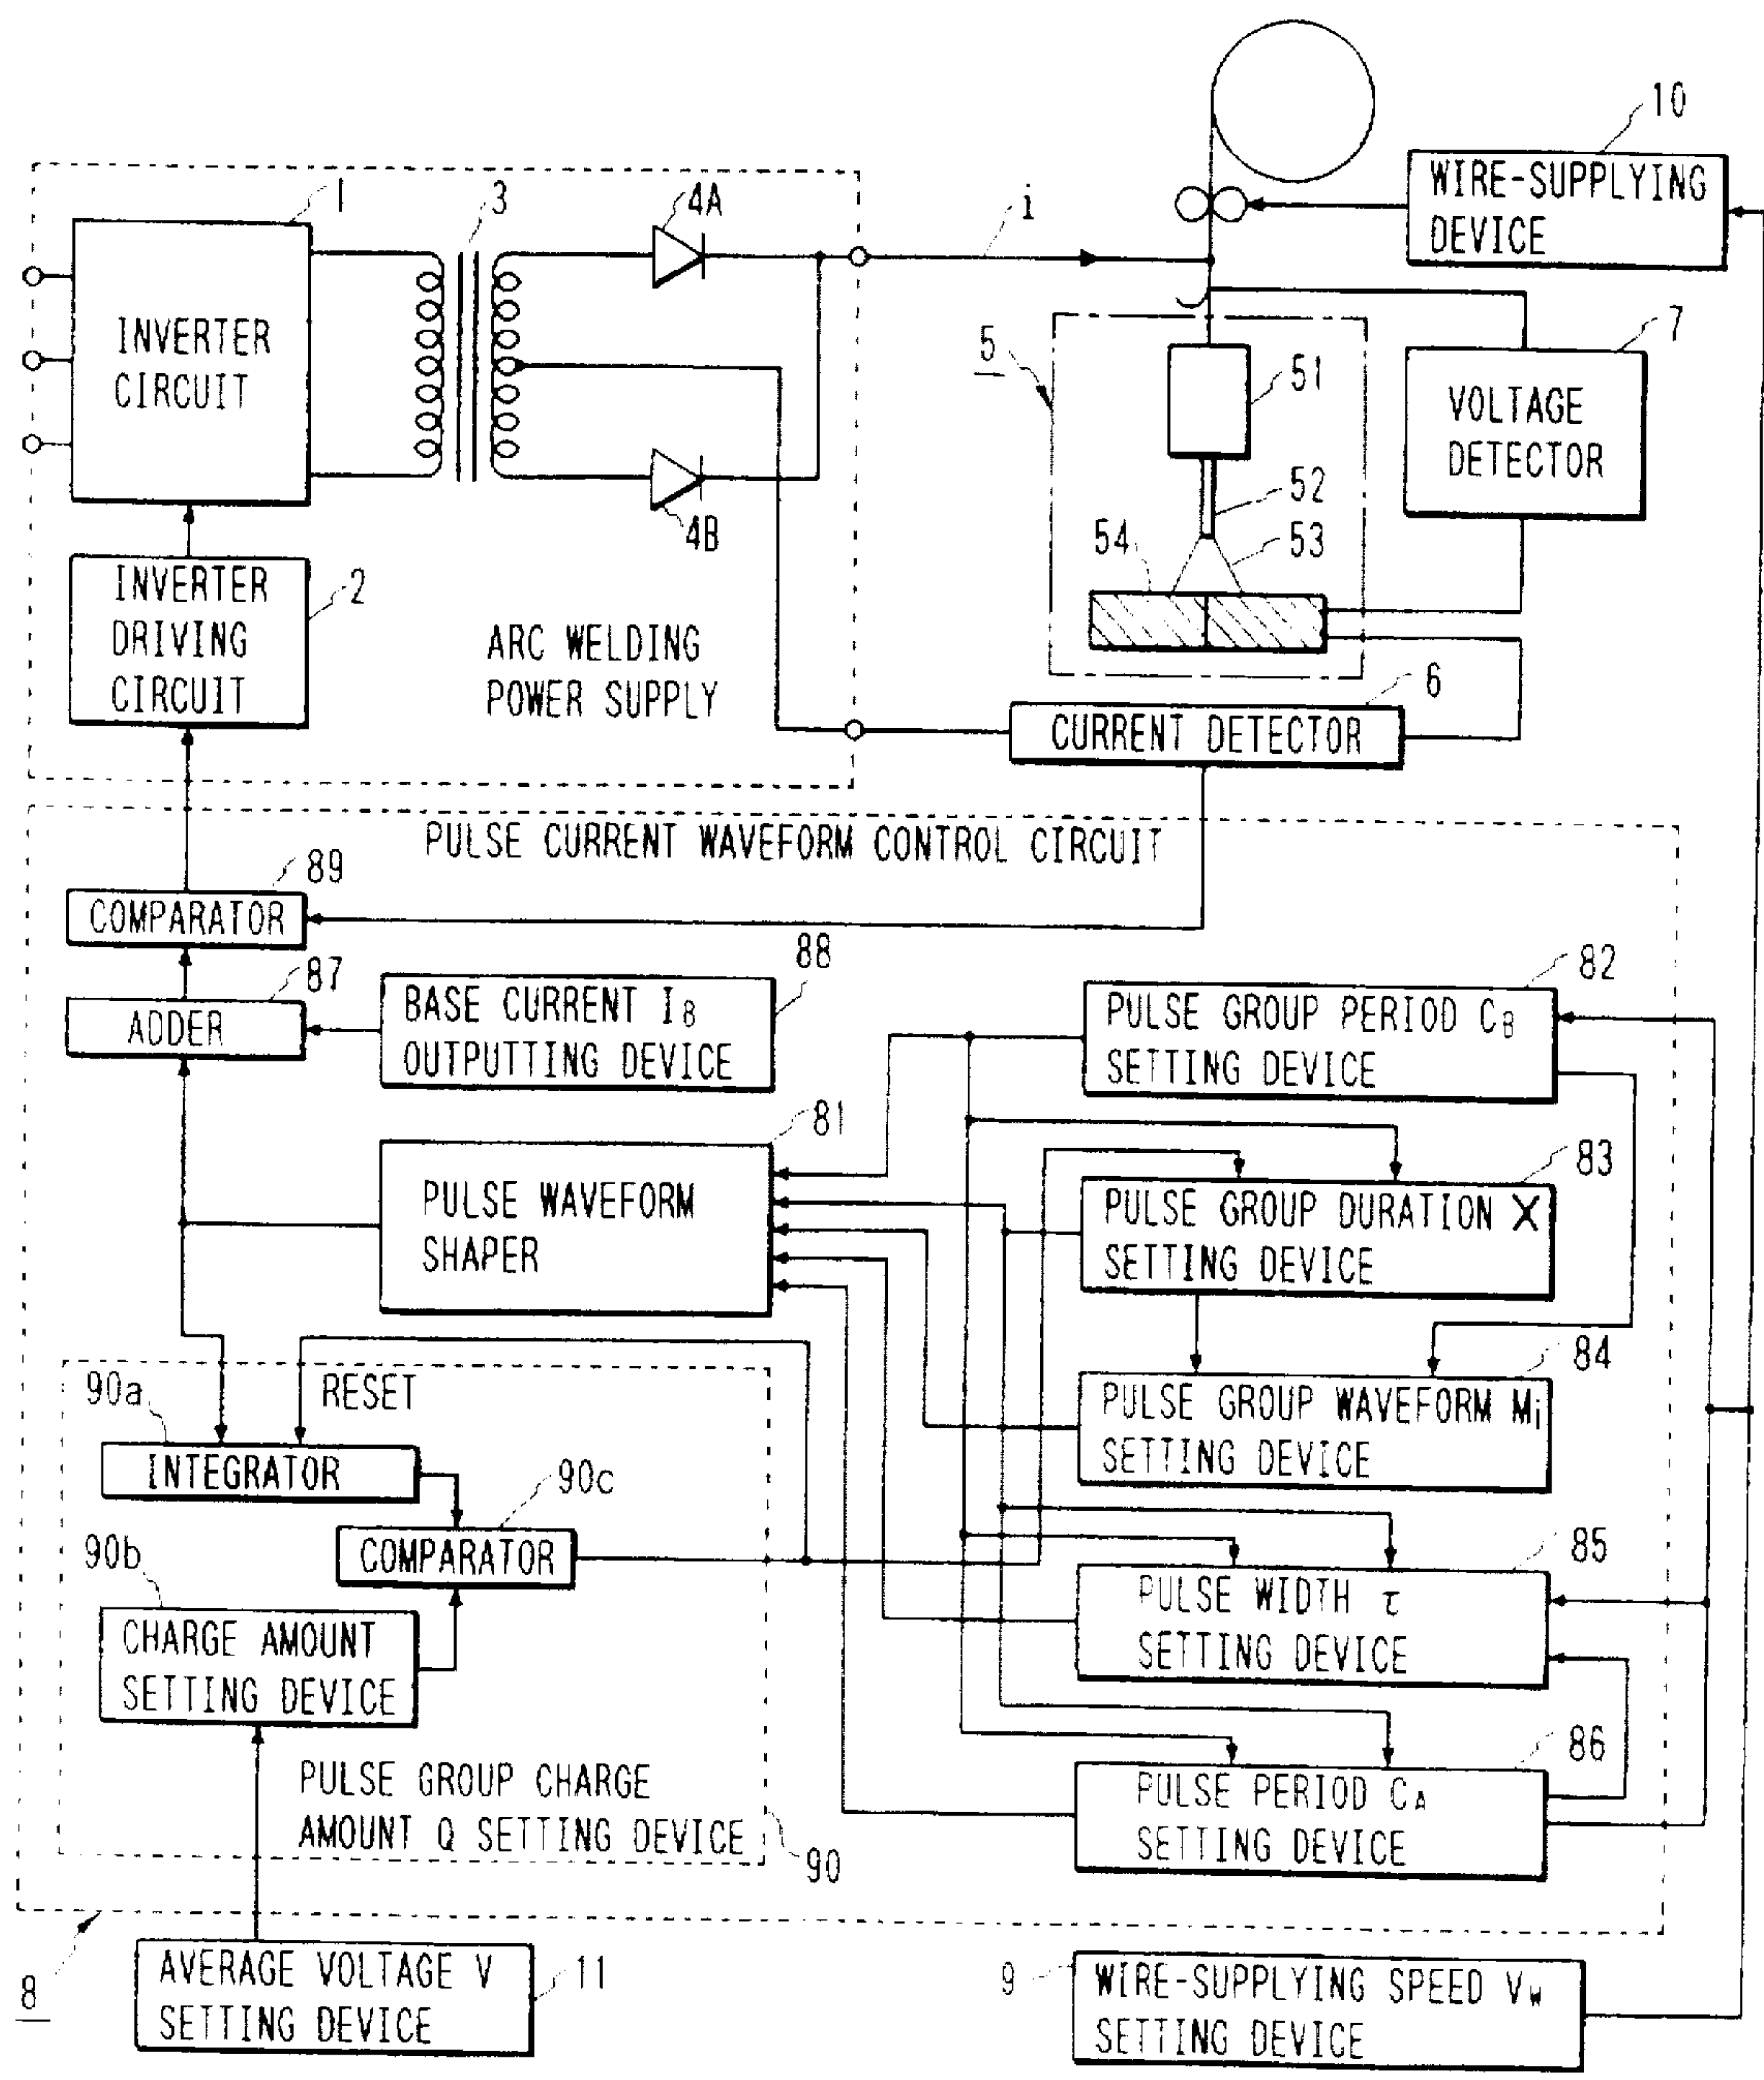 10
WIRE-SUPPLYING
DEVICE
1
3
4A
i
INVERTER
CIRCUIT
4B
5
51
52
53
54
7
VOLTAGE
DETECTOR
INVERTER
DRIVING
CIRCUIT
2
ARC WELDING
POWER SUPPLY
6
CURRENT DETECTOR
PULSE CURRENT WAVEFORM CONTROL CIRCUIT
89
COMPARATOR
87
ADDER
88
BASE CURRENT IB
OUTPUTTING DEVICE
82
PULSE GROUP PERIOD CB
SETTING DEVICE
81
PULSE WAVEFORM
SHAPER
83
PULSE GROUP DURATION X
SETTING DEVICE
84
PULSE GROUP WAVEFORM Mi
SETTING DEVICE
90a
RESET
INTEGRATOR
90c
COMPARATOR
90b
CHARGE AMOUNT
SETTING DEVICE
85
PULSE WIDTH τ
SETTING DEVICE
86
PULSE PERIOD CA
SETTING DEVICE
PULSE GROUP CHARGE
AMOUNT Q SETTING DEVICE
90
8
AVERAGE VOLTAGE V
SETTING DEVICE
11
9
WIRE-SUPPLYING SPEED VW
SETTING DEVICE